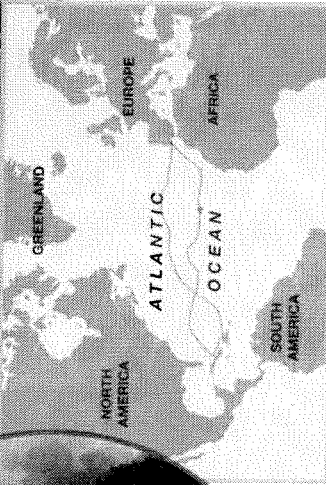 GREENLAND
EUROPE
NORTH
AMERICA
ATLANTIC
OCEAN
AFRICA
SOUTH
AMERICA